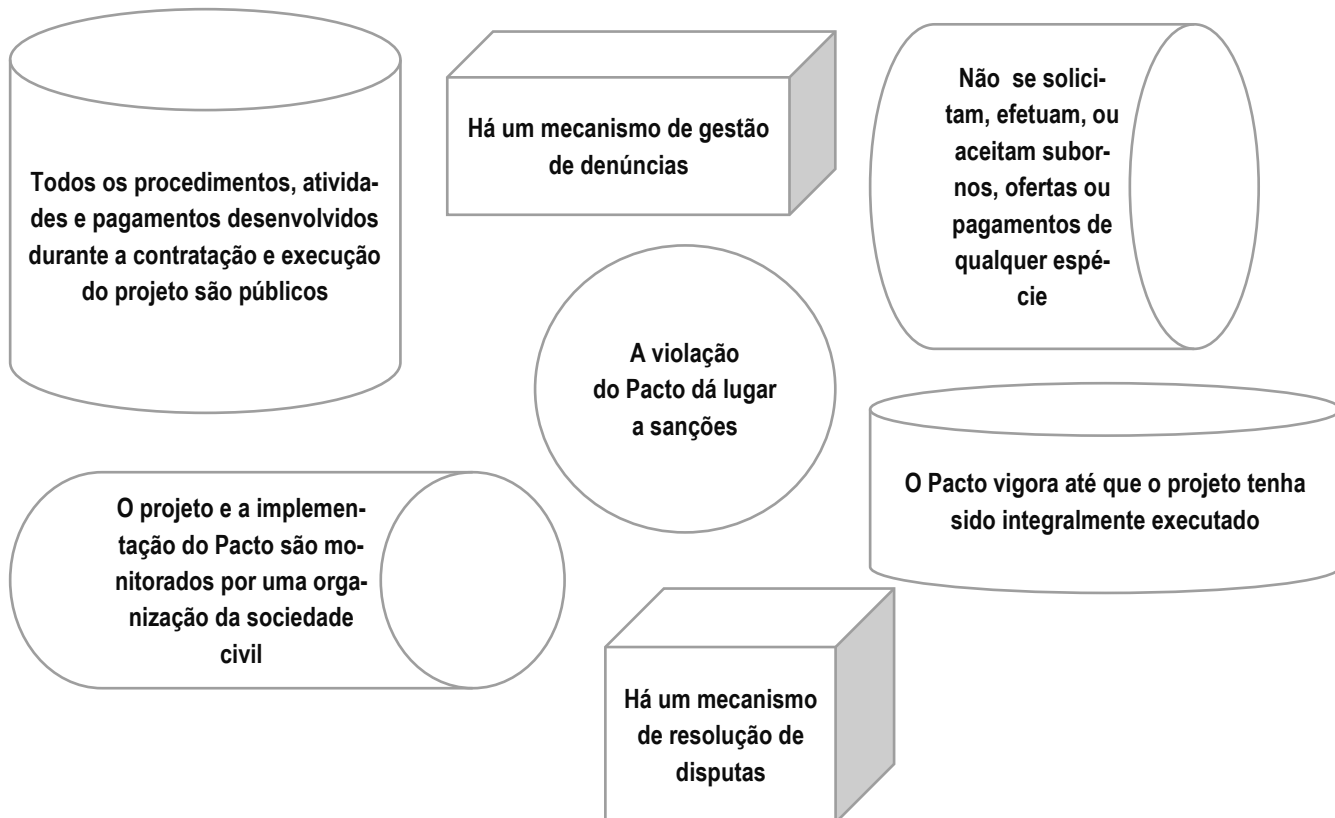 Todos os procedimentos, ativida-
des e pagamentos desenvolvidos
durante a contratação e execução
do projeto são públicos
Há um mecanismo de gestão
de denúncias
Não se solici-
tam, efetuam, ou
aceitam subor-
nos, ofertas ou
pagamentos de
qualquer espé-
cie
A violação
do Pacto dá lugar
a sanções
O Pacto vigora até que o projeto tenha
sido integralmente executado
O projeto e a implemen-
tação do Pacto são mo-
nitorados por uma orga-
nização da sociedade
civil
Há um mecanismo
de resolução de
disputas